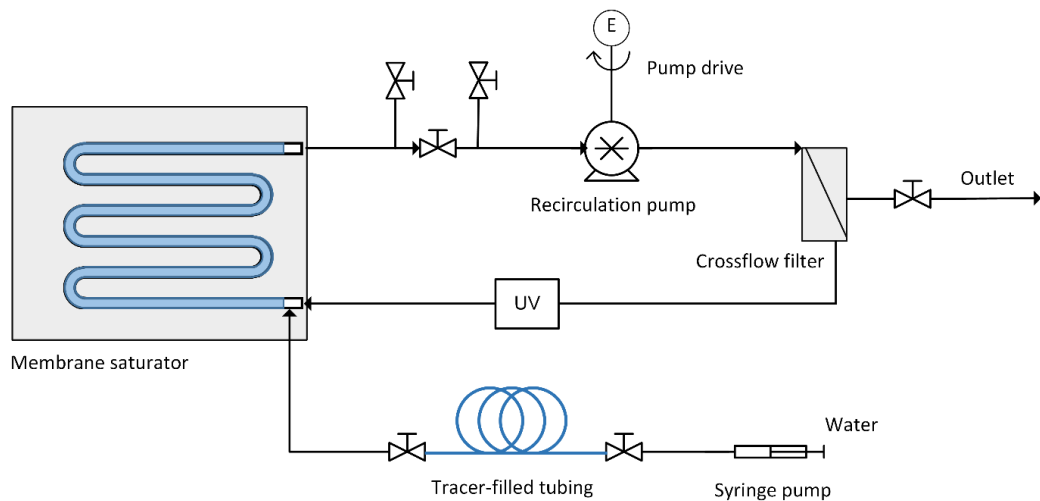 E
Pump drive
Recirculation pump
Outlet
Crossflow filter
UV
Membrane saturator
Water
Tracer-filled tubing
Syringe pump